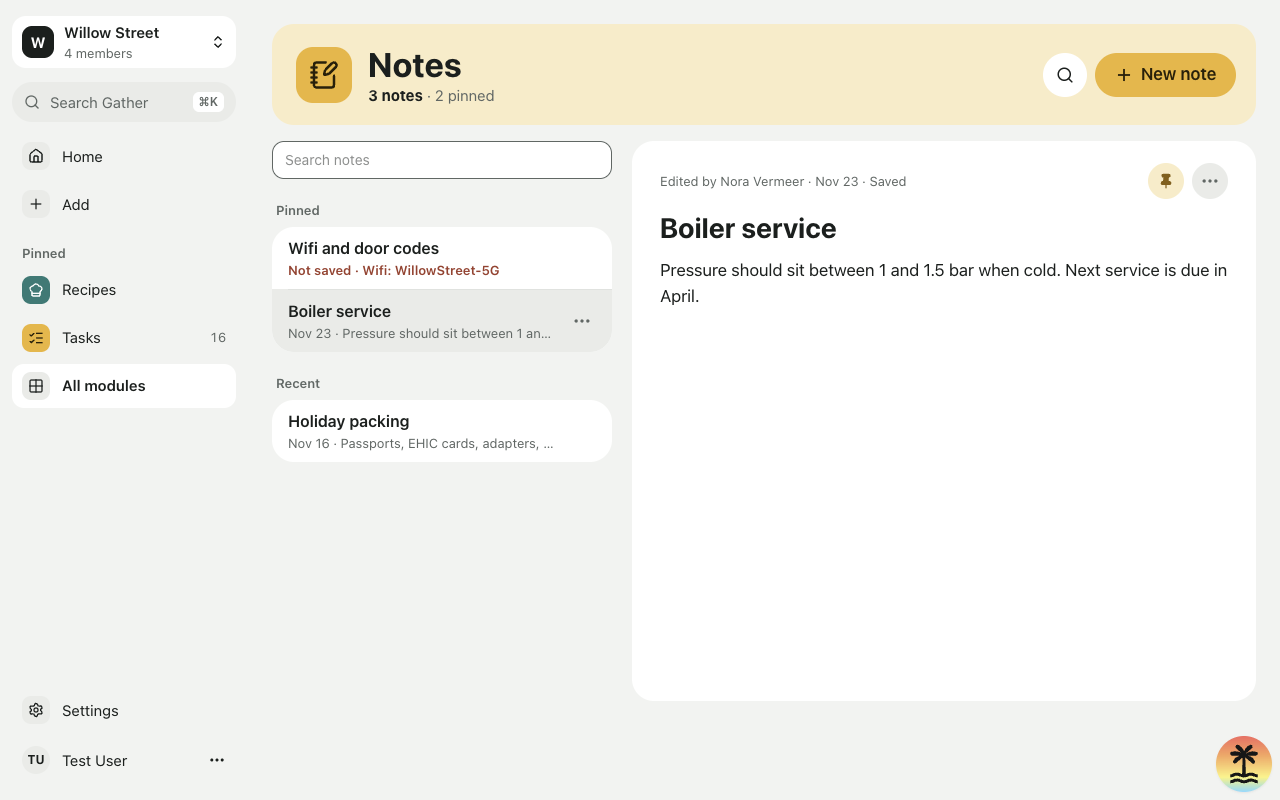 W
Willow Street
4 members
Search Gather
⌘K
Home
Add
Pinned
Recipes
Tasks
16
All modules
Settings
TU
Test User
Notes
3 notes · 2 pinned
New note
Search notes
Pinned
Wifi and door codes
Not saved · Wifi: WillowStreet-5G
Boiler service
Nov 23 · Pressure should sit between 1 an...
Recent
Holiday packing
Nov 16 · Passports, EHIC cards, adapters, ...
Edited by Nora Vermeer · Nov 23 · Saved
Boiler service
Pressure should sit between 1 and 1.5 bar when cold. Next service is due in
April.